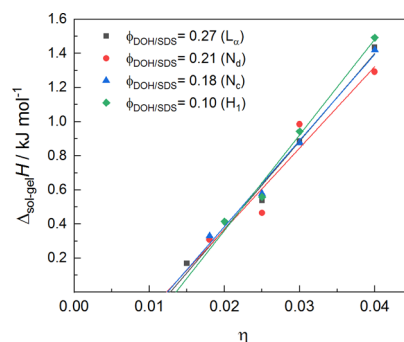 1.6
1.4
1.2
1.0
0.8
0.6
0.4
0.2
Δsol-gelH / kJ mol⁻¹
ϕDOH/SDS = 0.27 (Lα)
ϕDOH/SDS = 0.21 (Nd)
ϕDOH/SDS = 0.18 (Nc)
ϕDOH/SDS = 0.10 (H1)
0.00 0.01 0.02 0.03 0.04
η